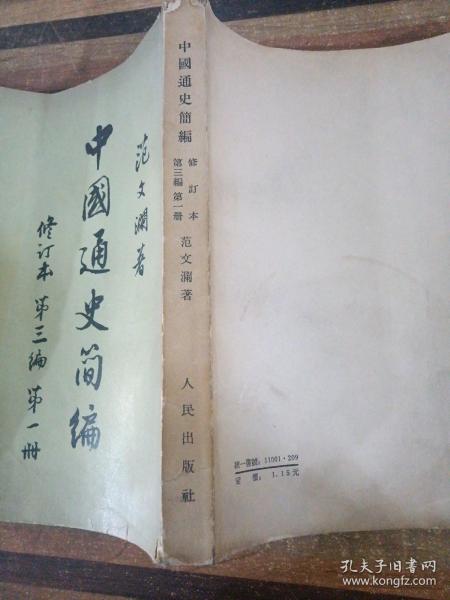 范文瀾著
中國通史簡編
修訂本 第三编 第一册
中國通史簡編
修訂本
第三編第一册
范文瀾著
人民出版社
統一書號：11001·209
定價：1.15元
孔夫子旧书网
www.kongfz.com